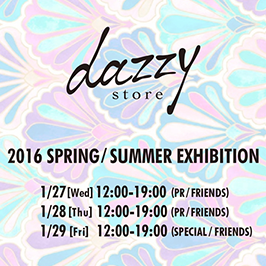 dazzy
store
2016 SPRING/SUMMER EXHIBITION
1/27[Wed] 12:00-19:00 (PR/FRIENDS)
1/28[Thu] 12:00-19:00 (PR/FRIENDS)
1/29[Fri] 12:00-19:00 (SPECIAL/FRIENDS)